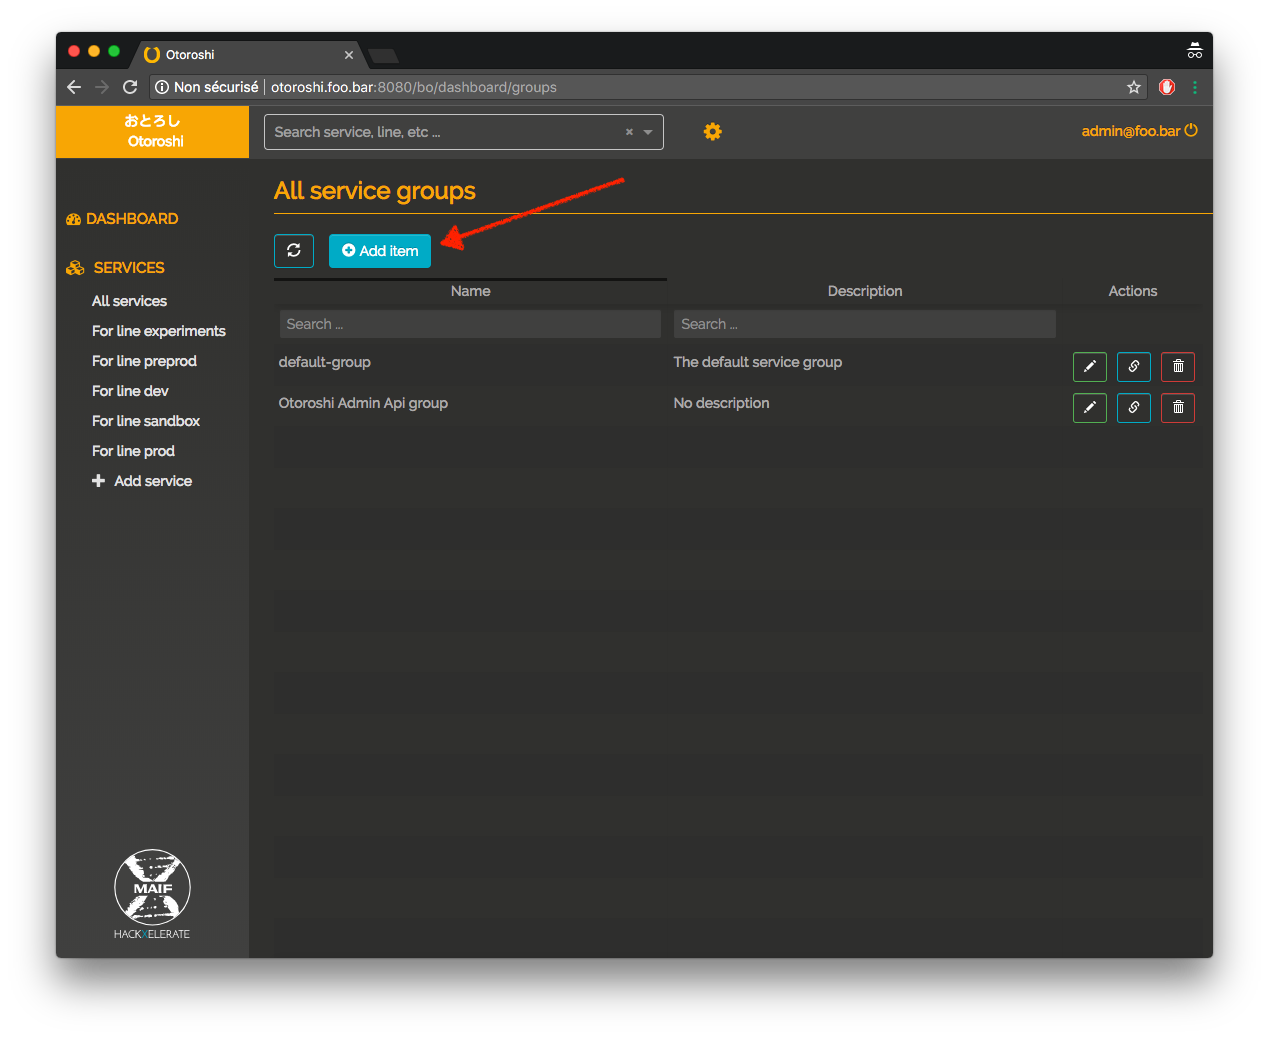 Otoroshi
Non sécurisé | otoroshi.foo.bar:8080/bo/dashboard/groups
おとろし
Otoroshi
Search service, line, etc ...
admin@foo.bar
DASHBOARD
SERVICES
All services
For line experiments
For line preprod
For line dev
For line sandbox
For line prod
Add service
All service groups
Add item
Name Description Actions
Search ... Search ...
default-group The default service group
Otoroshi Admin Api group No description
MAIF
HACKXELERATE